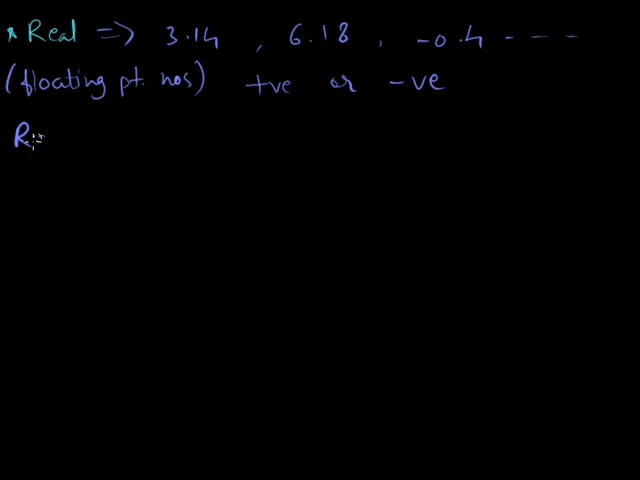 * Real => 3.14 , 6.18 , -0.4 - - -
(floating pt. nos) +ve or -ve
R